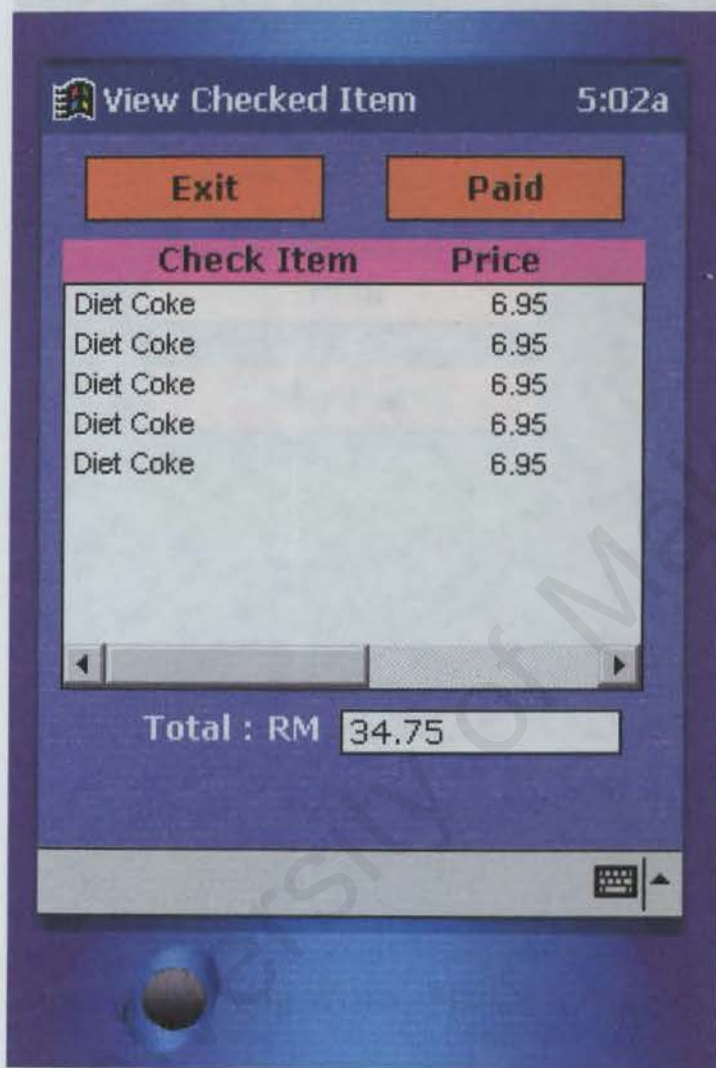 View Checked Item 5:02a
Exit Paid
Check Item Price
Diet Coke 6.95
Diet Coke 6.95
Diet Coke 6.95
Diet Coke 6.95
Diet Coke 6.95
Total : RM 34.75